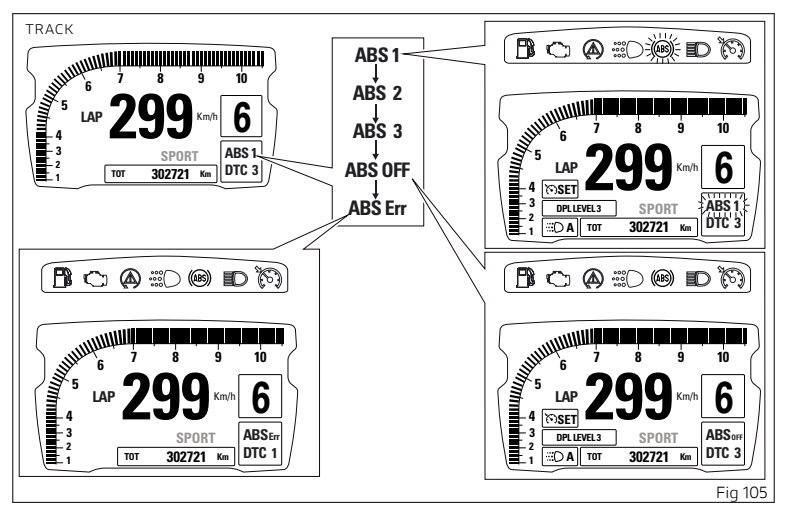 TRACK
6 7 8 9 10
5
4
3
2
1
LAP 299 Km/h 6
SPORT
ABS 1
DTC 3
TOT 302721 Km
ABS 1
ABS 2
ABS 3
ABS OFF
ABS Err
(ABS)
6 7 8 9 10
5
4
3
2
1
LAP 299 Km/h 6
SET
DPL LEVEL 3 SPORT
ABS 1
DTC 3
A TOT 302721 Km
(ABS)
6 7 8 9 10
5
4
3
2
1
LAP 299 Km/h 6
SPORT
ABS Err
DTC 1
TOT 302721 Km
(ABS)
6 7 8 9 10
5
4
3
2
1
LAP 299 Km/h 6
SET
DPL LEVEL 3 SPORT
ABS OFF
DTC 3
A TOT 302721 Km
Fig 105